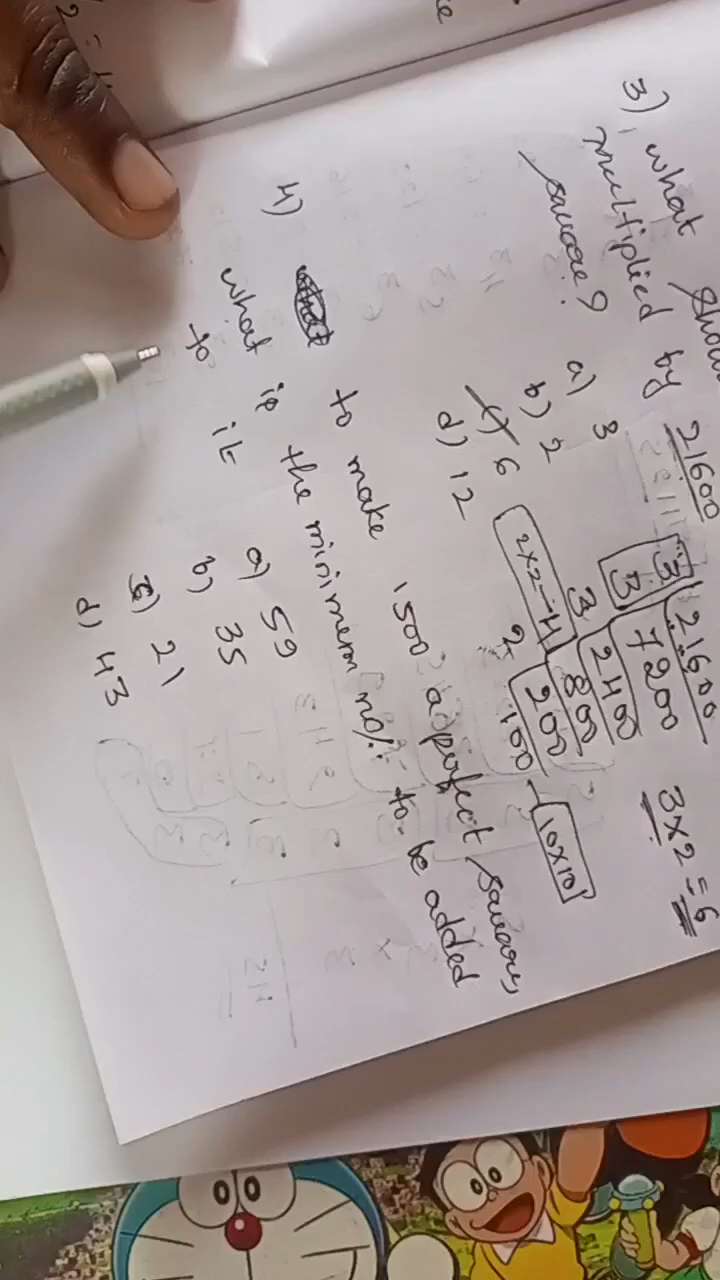 3) what shou
multiplied by
square?
21600
a) 3
b) 2
c) 6
d) 12
3 21600
3 7200
3 2400
2x2=4 800
2 200
100 - 10x10
3x2=6
4) to make 1500 a perfect square,
what is the minimum no/: to be added
to it
a) 59
b) 35
c) 21
d) 43
24